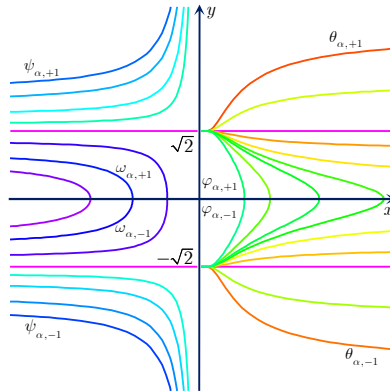 y
θ_{α,+1}
ψ_{α,+1}
√2
ω_{α,+1}
φ_{α,+1}
x
ω_{α,-1}
φ_{α,-1}
-√2
ψ_{α,-1}
θ_{α,-1}